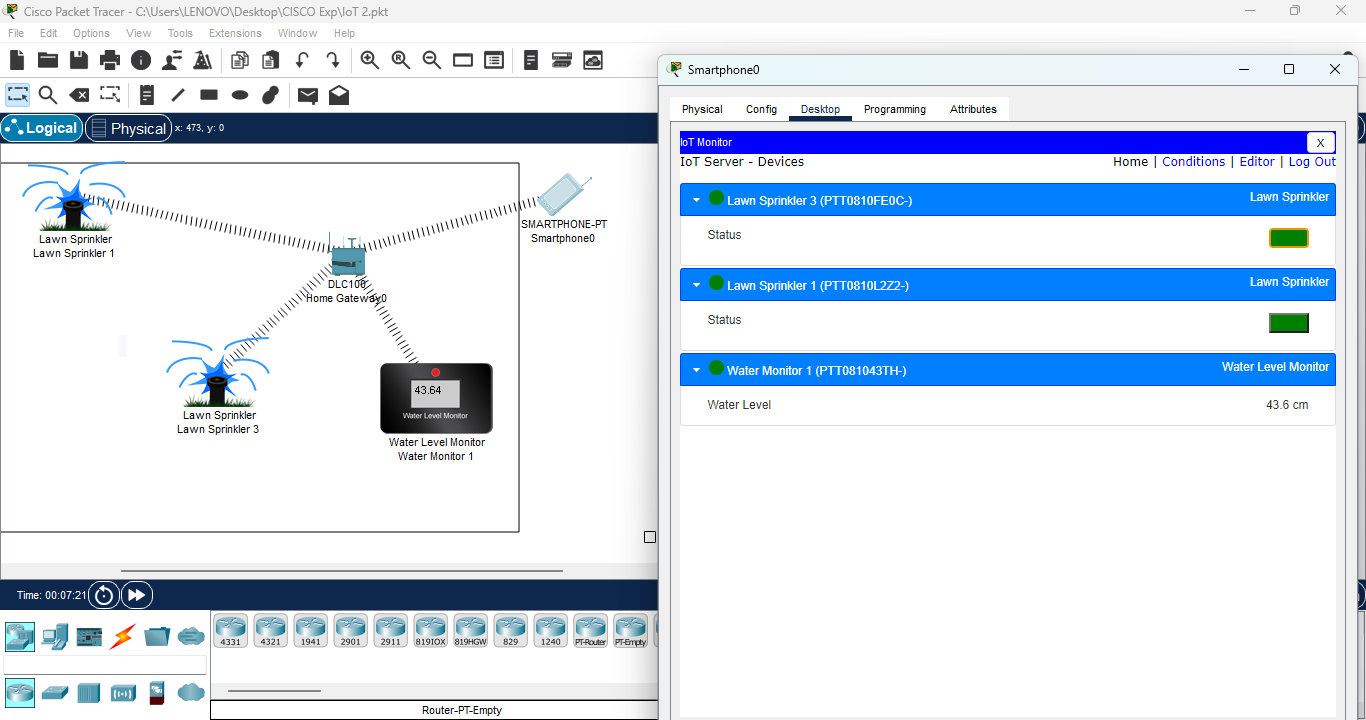 Cisco Packet Tracer - C:\Users\LENOVO\Desktop\CISCO Exp\IoT 2.pkt
File Edit Options View Tools Extensions Window Help
Logical Physical x: 473, y: 0
Lawn Sprinkler
Lawn Sprinkler 1
SMARTPHONE-PT
Smartphone0
DLC100
Home Gateway0
Lawn Sprinkler
Lawn Sprinkler 3
43.64
Water Level Monitor
Water Level Monitor
Water Monitor 1
Time: 00:07:21
4331 4321 1941 2901 2911 819IOX 819HGW 829 1240 PT-Router PT-Empty
Router-PT-Empty
Smartphone0
Physical Config Desktop Programming Attributes
IoT Monitor X
IoT Server - Devices Home | Conditions | Editor | Log Out
Lawn Sprinkler 3 (PTT0810FE0C-) Lawn Sprinkler
Status
Lawn Sprinkler 1 (PTT0810L2Z2-) Lawn Sprinkler
Status
Water Monitor 1 (PTT081043TH-) Water Level Monitor
Water Level 43.6 cm